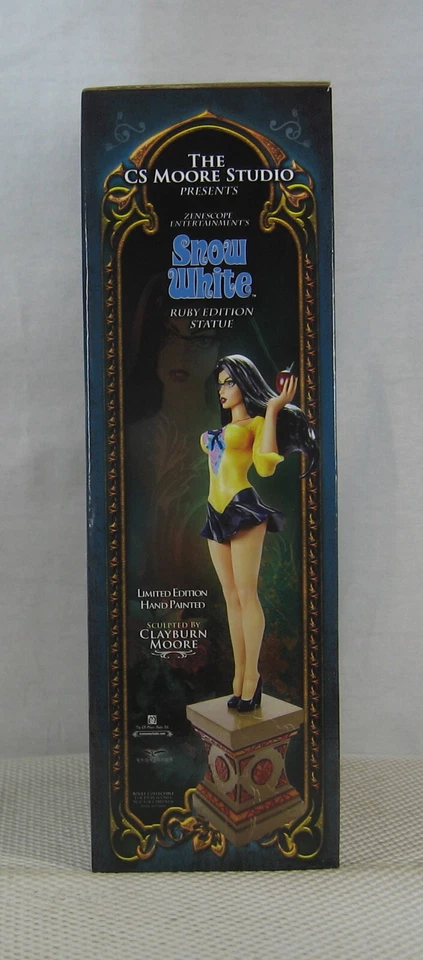 THE
CS MOORE STUDIO
PRESENTS
ZENESCOPE
ENTERTAINMENT'S
Snow
White™
RUBY EDITION
STATUE
LIMITED EDITION
HAND PAINTED
SCULPTED BY
CLAYBURN
MOORE